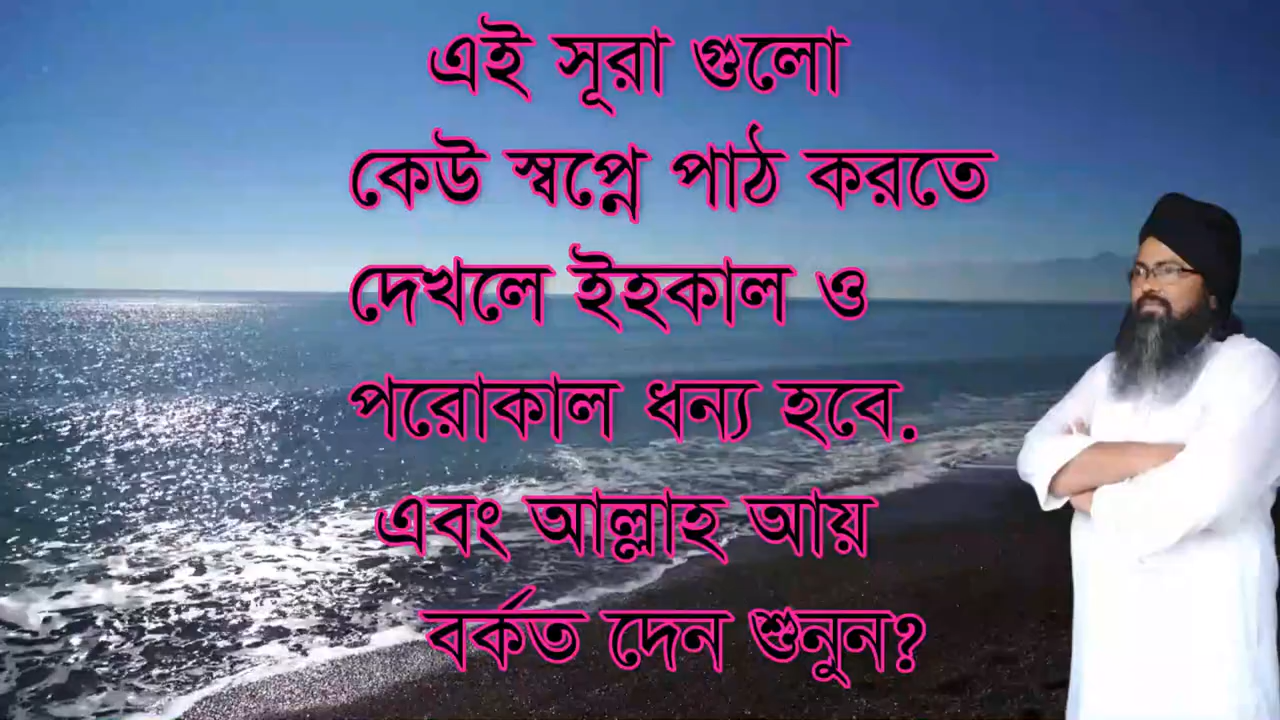 এই সূরা গুলো
কেউ স্বপ্নে পাঠ করতে
দেখলে ইহকাল ও
পরোকাল ধন্য হবে.
এবং আল্লাহ আয়
বর্কত দেন শুনুন?